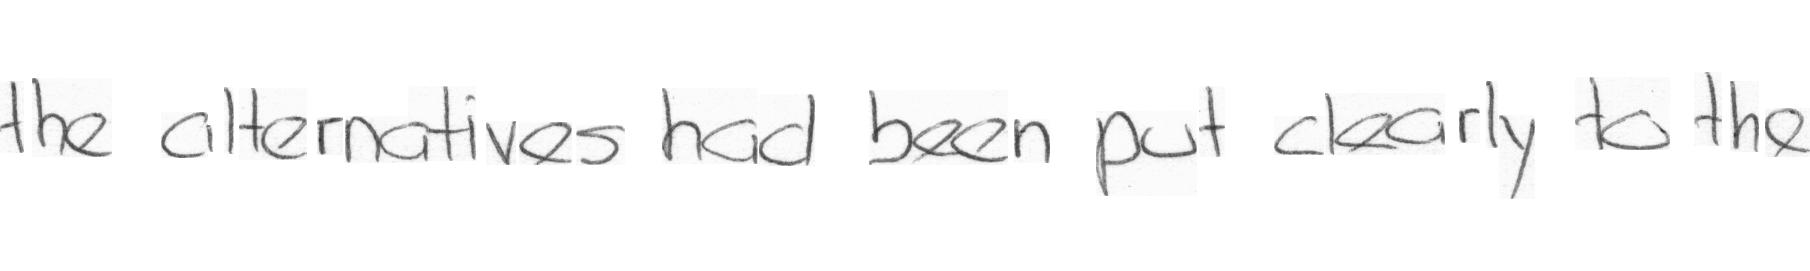 the alternatives had been put clearly to the